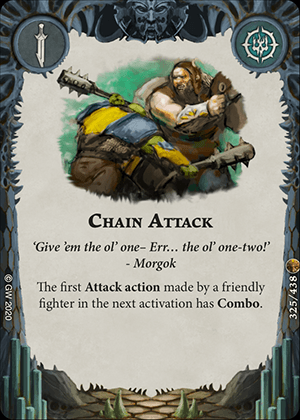 CHAIN ATTACK
‘Give ’em the ol’ one– Err… the ol’ one-two!’
- Morgok
The first Attack action made by a friendly
fighter in the next activation has Combo.
© GW 2020
325/438